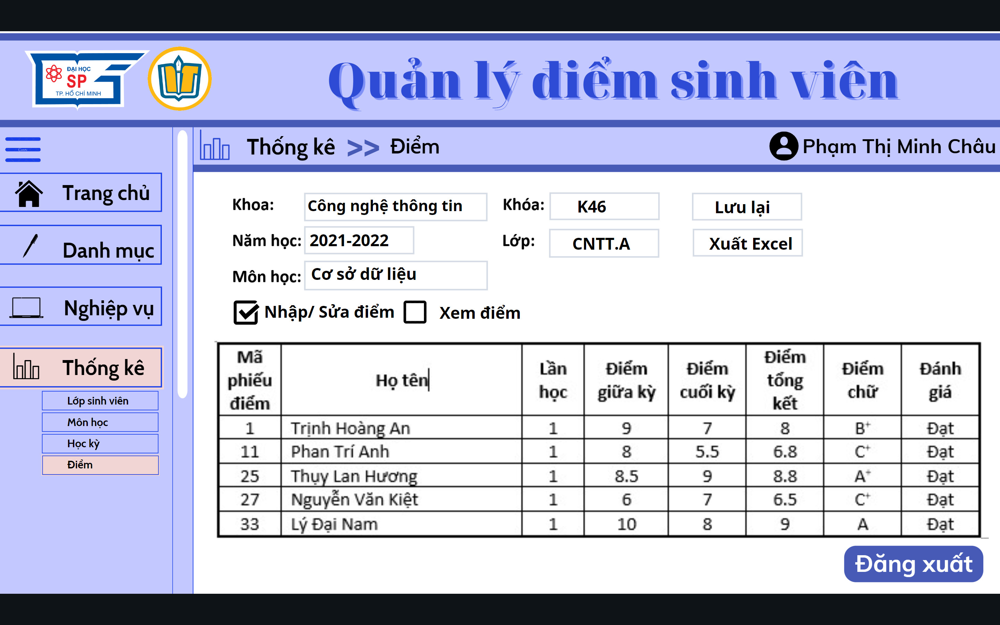 ĐẠI HỌC
SP
TP. HỒ CHÍ MINH
Quản lý điểm sinh viên
Canva
Thống kê >> Điểm
Phạm Thị Minh Châu
Trang chủ
Danh mục
Nghiệp vụ
Thống kê
Lớp sinh viên
Môn học
Học kỳ
Điểm
Khoa: Công nghệ thông tin Khóa: K46 Lưu lại
Năm học: 2021-2022 Lớp: CNTT.A Xuất Excel
Môn học: Cơ sở dữ liệu
Nhập/ Sửa điểm Xem điểm
Mã phiếu điểm Họ tên Lần học Điểm giữa kỳ Điểm cuối kỳ Điểm tổng kết Điểm chữ Đánh giá
1 Trịnh Hoàng An 1 9 7 8 B⁺ Đạt
11 Phan Trí Anh 1 8 5.5 6.8 C⁺ Đạt
25 Thụy Lan Hương 1 8.5 9 8.8 A⁺ Đạt
27 Nguyễn Văn Kiệt 1 6 7 6.5 C⁺ Đạt
33 Lý Đại Nam 1 10 8 9 A Đạt
Đăng xuất